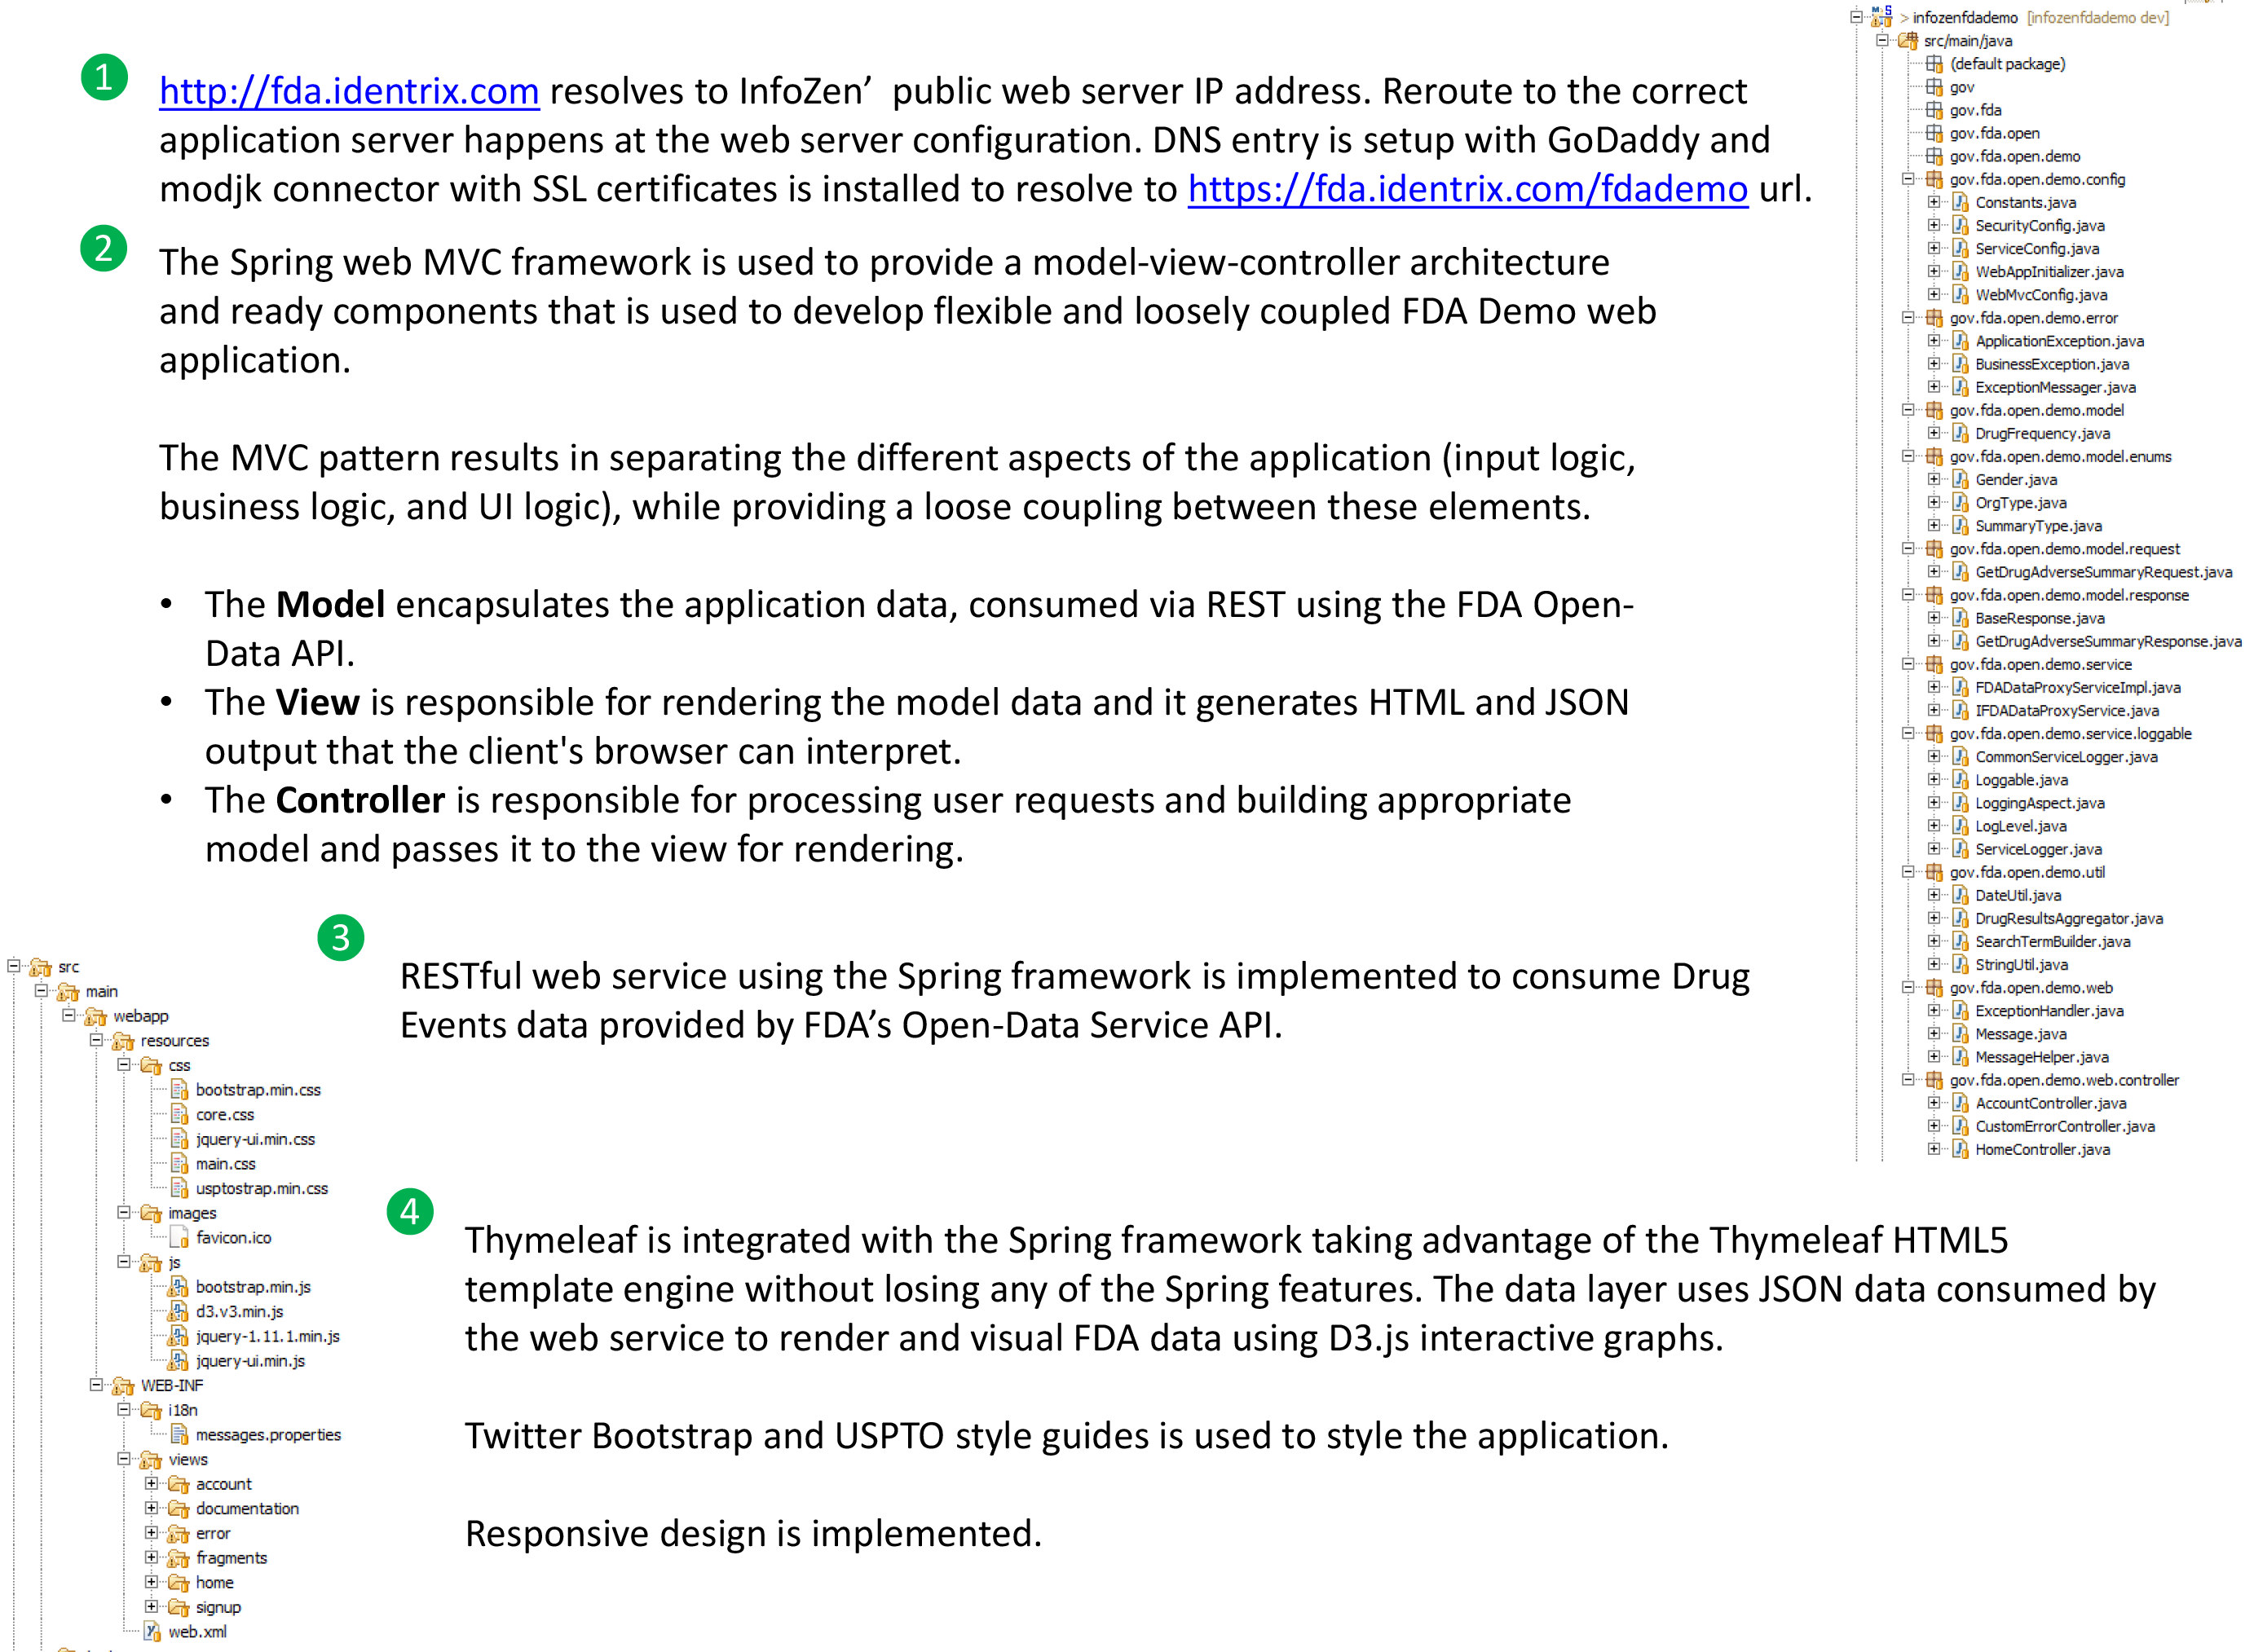 1
http://fda.identrix.com resolves to InfoZen’ public web server IP address. Reroute to the correct
application server happens at the web server configuration. DNS entry is setup with GoDaddy and
modjk connector with SSL certificates is installed to resolve to https://fda.identrix.com/fdademo url.
2
The Spring web MVC framework is used to provide a model-view-controller architecture
and ready components that is used to develop flexible and loosely coupled FDA Demo web
application.
The MVC pattern results in separating the different aspects of the application (input logic,
business logic, and UI logic), while providing a loose coupling between these elements.
• The Model encapsulates the application data, consumed via REST using the FDA Open-
Data API.
• The View is responsible for rendering the model data and it generates HTML and JSON
output that the client's browser can interpret.
• The Controller is responsible for processing user requests and building appropriate
model and passes it to the view for rendering.
3
RESTful web service using the Spring framework is implemented to consume Drug
Events data provided by FDA’s Open-Data Service API.
4
Thymeleaf is integrated with the Spring framework taking advantage of the Thymeleaf HTML5
template engine without losing any of the Spring features. The data layer uses JSON data consumed by
the web service to render and visual FDA data using D3.js interactive graphs.
Twitter Bootstrap and USPTO style guides is used to style the application.
Responsive design is implemented.
src
main
webapp
resources
css
bootstrap.min.css
core.css
jquery-ui.min.css
main.css
usptostrap.min.css
images
favicon.ico
js
bootstrap.min.js
d3.v3.min.js
jquery-1.11.1.min.js
jquery-ui.min.js
WEB-INF
i18n
messages.properties
views
account
documentation
error
fragments
home
signup
web.xml
> infozenfdademo [infozenfdademo dev]
src/main/java
(default package)
gov
gov.fda
gov.fda.open
gov.fda.open.demo
gov.fda.open.demo.config
Constants.java
SecurityConfig.java
ServiceConfig.java
WebAppInitializer.java
WebMvcConfig.java
gov.fda.open.demo.error
ApplicationException.java
BusinessException.java
ExceptionMessager.java
gov.fda.open.demo.model
DrugFrequency.java
gov.fda.open.demo.model.enums
Gender.java
OrgType.java
SummaryType.java
gov.fda.open.demo.model.request
GetDrugAdverseSummaryRequest.java
gov.fda.open.demo.model.response
BaseResponse.java
GetDrugAdverseSummaryResponse.java
gov.fda.open.demo.service
FDADataProxyServiceImpl.java
IFDADataProxyService.java
gov.fda.open.demo.service.loggable
CommonServiceLogger.java
Loggable.java
LoggingAspect.java
LogLevel.java
ServiceLogger.java
gov.fda.open.demo.util
DateUtil.java
DrugResultsAggregator.java
SearchTermBuilder.java
StringUtil.java
gov.fda.open.demo.web
ExceptionHandler.java
Message.java
MessageHelper.java
gov.fda.open.demo.web.controller
AccountController.java
CustomErrorController.java
HomeController.java